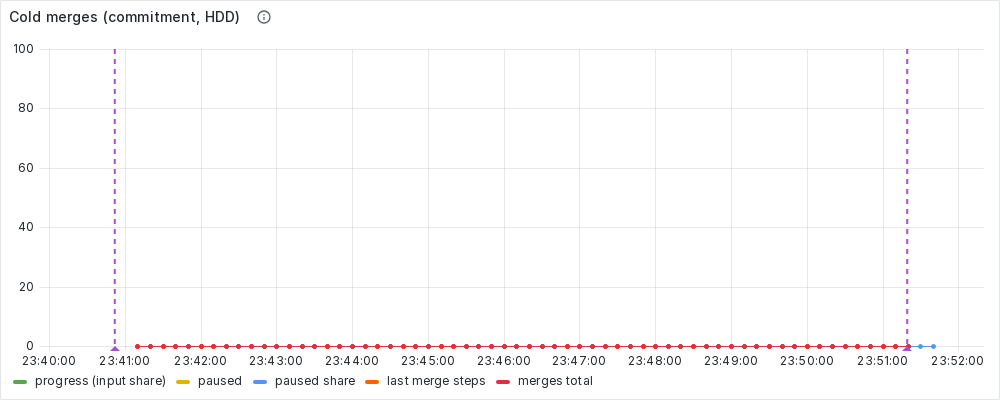 Cold merges (commitment, HDD)
100
80
60
40
20
0
23:40:00 23:41:00 23:42:00 23:43:00 23:44:00 23:45:00 23:46:00 23:47:00 23:48:00 23:49:00 23:50:00 23:51:00 23:52:00
progress (input share) paused paused share last merge steps merges total